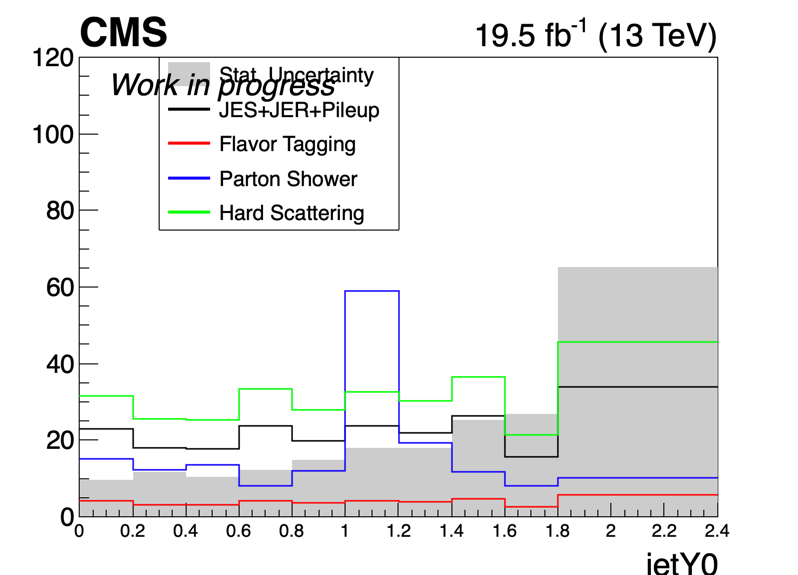 CMS
19.5 fb-1 (13 TeV)
Work in progress
Stat. Uncertainty
JES+JER+Pileup
Flavor Tagging
Parton Shower
Hard Scattering
120
100
80
60
40
20
0
0 0.2 0.4 0.6 0.8 1 1.2 1.4 1.6 1.8 2 2.2 2.4
jetY0